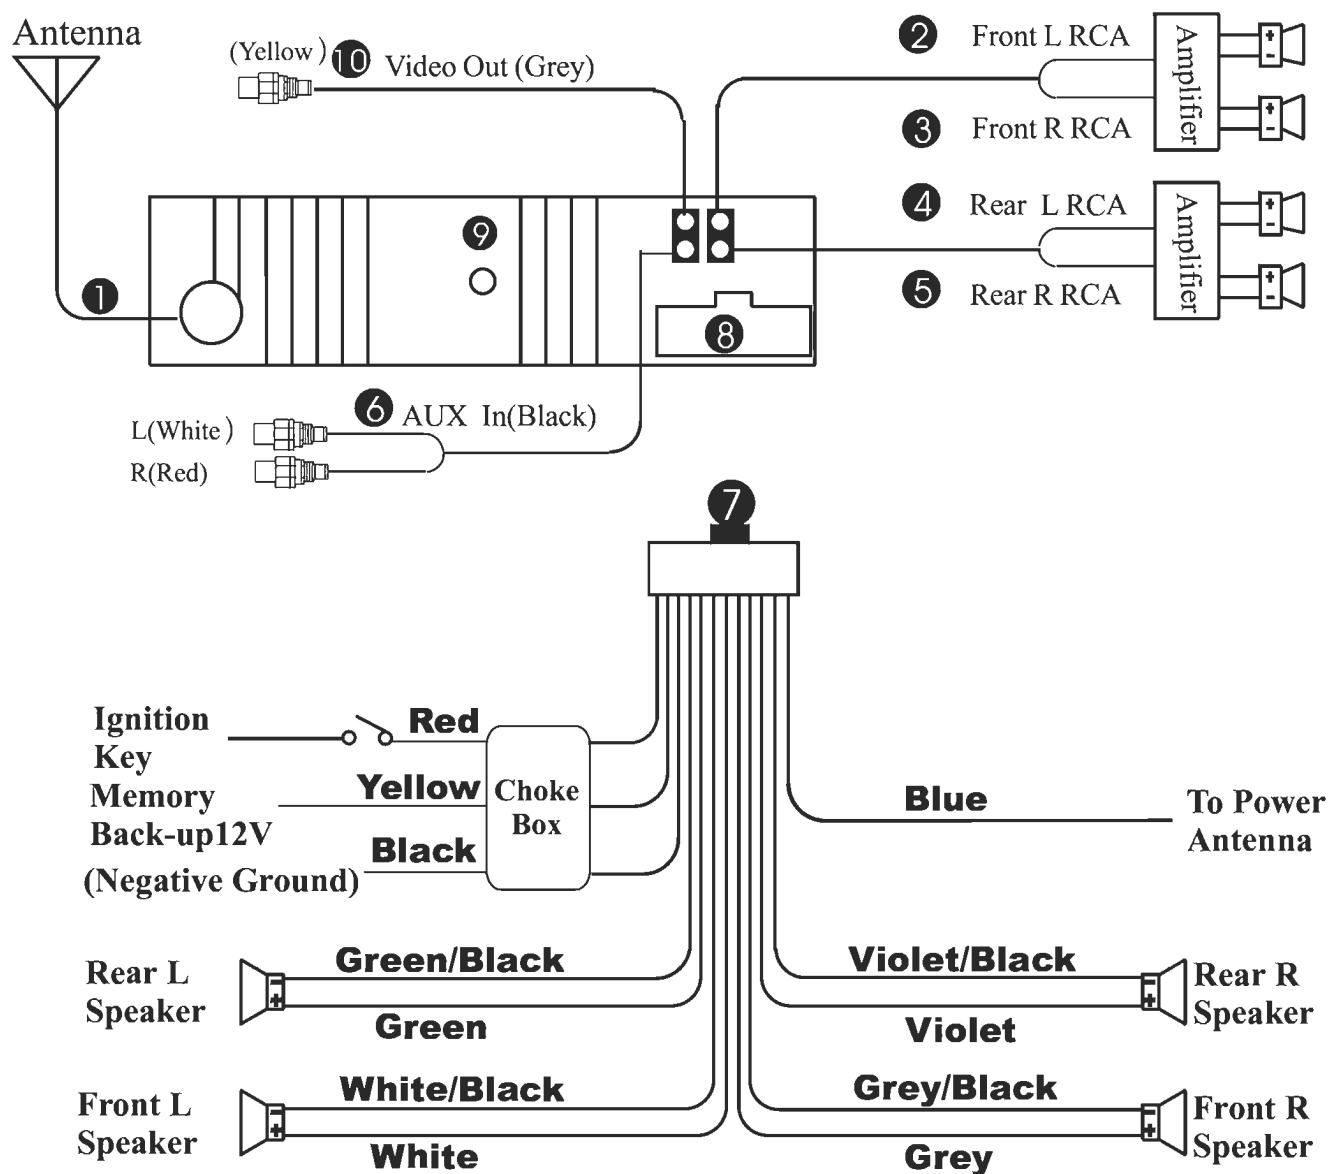 Antenna
(Yellow) 10 Video Out (Grey)
2 Front L RCA
3 Front R RCA
Amplifier
+
-
+
-
4 Rear L RCA
5 Rear R RCA
Amplifier
+
-
+
-
1
9
8
6 AUX In(Black)
L(White)
R(Red)
7
Ignition
Key
Red
Memory
Back-up12V
Yellow
(Negative Ground)
Black
Choke
Box
Blue
To Power
Antenna
Rear L
Speaker
-
+
Green/Black
Green
Violet/Black
Violet
-
+
Rear R
Speaker
Front L
Speaker
-
+
White/Black
White
Grey/Black
Grey
-
+
Front R
Speaker